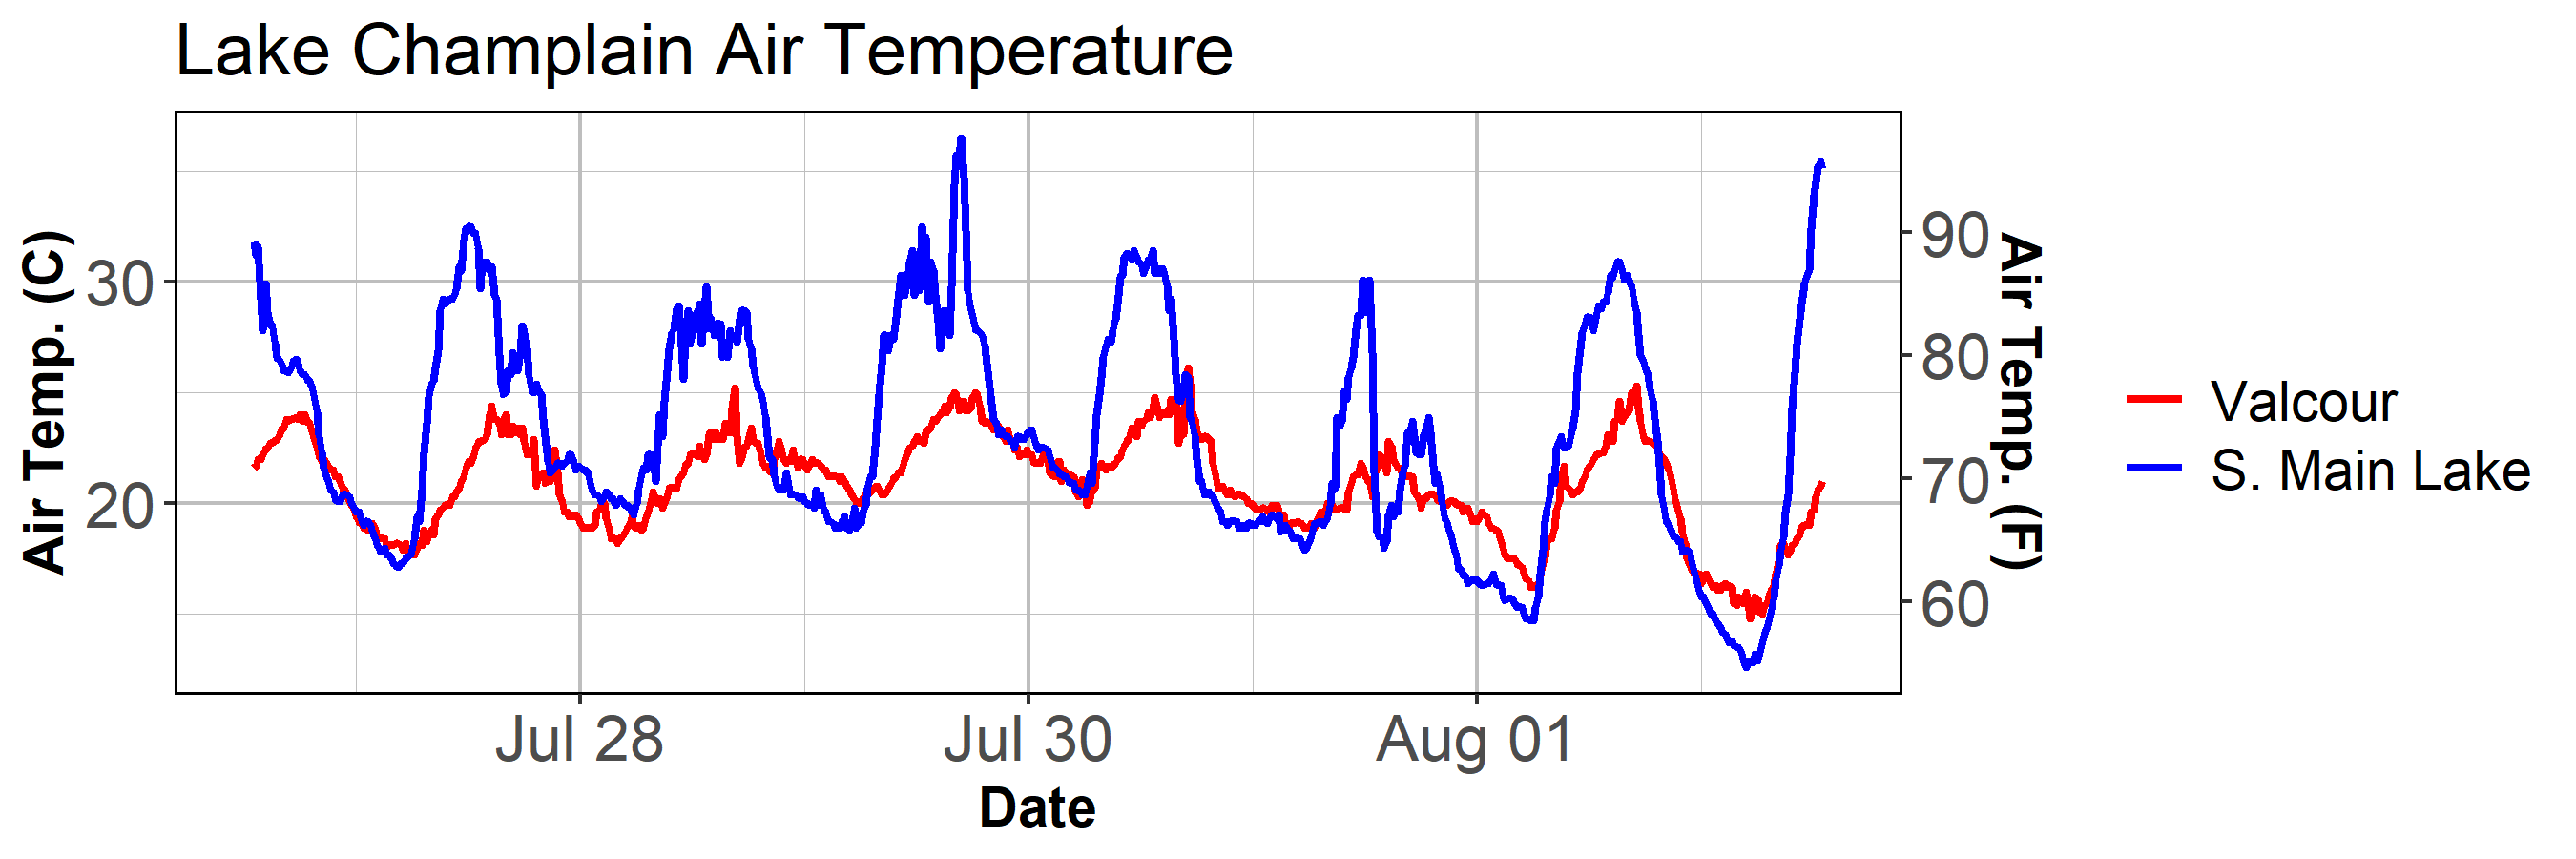 Lake Champlain Air Temperature
Air Temp. (C)
30
20
90
80
70
60
Air Temp. (F)
Jul 28
Jul 30
Aug 01
Date
Valcour
S. Main Lake